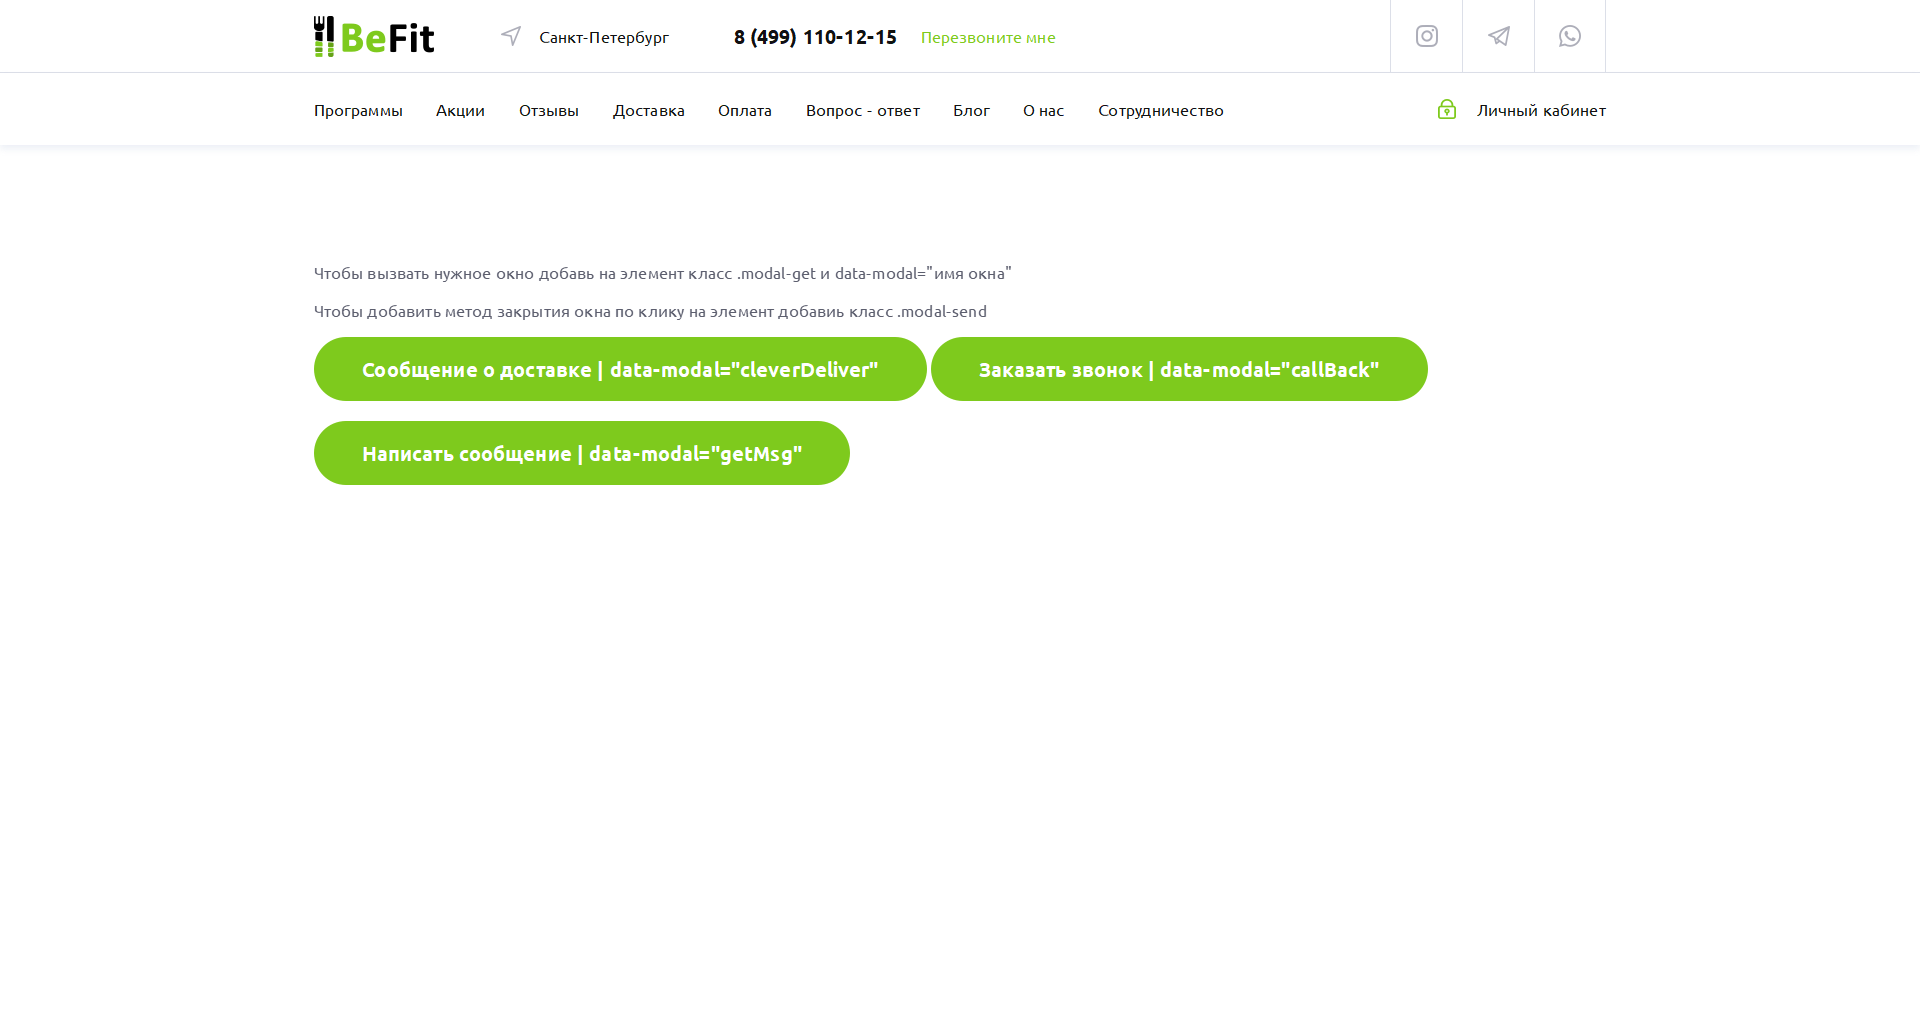 BeFit
Санкт-Петербург
8 (499) 110-12-15
Перезвоните мне
Программы Акции Отзывы Доставка Оплата Вопрос - ответ Блог О нас Сотрудничество
Личный кабинет
Чтобы вызвать нужное окно добавь на элемент класс .modal-get и data-modal="имя окна"
Чтобы добавить метод закрытия окна по клику на элемент добавиь класс .modal-send
Сообщение о доставке | data-modal="cleverDeliver"
Заказать звонок | data-modal="callBack"
Написать сообщение | data-modal="getMsg"